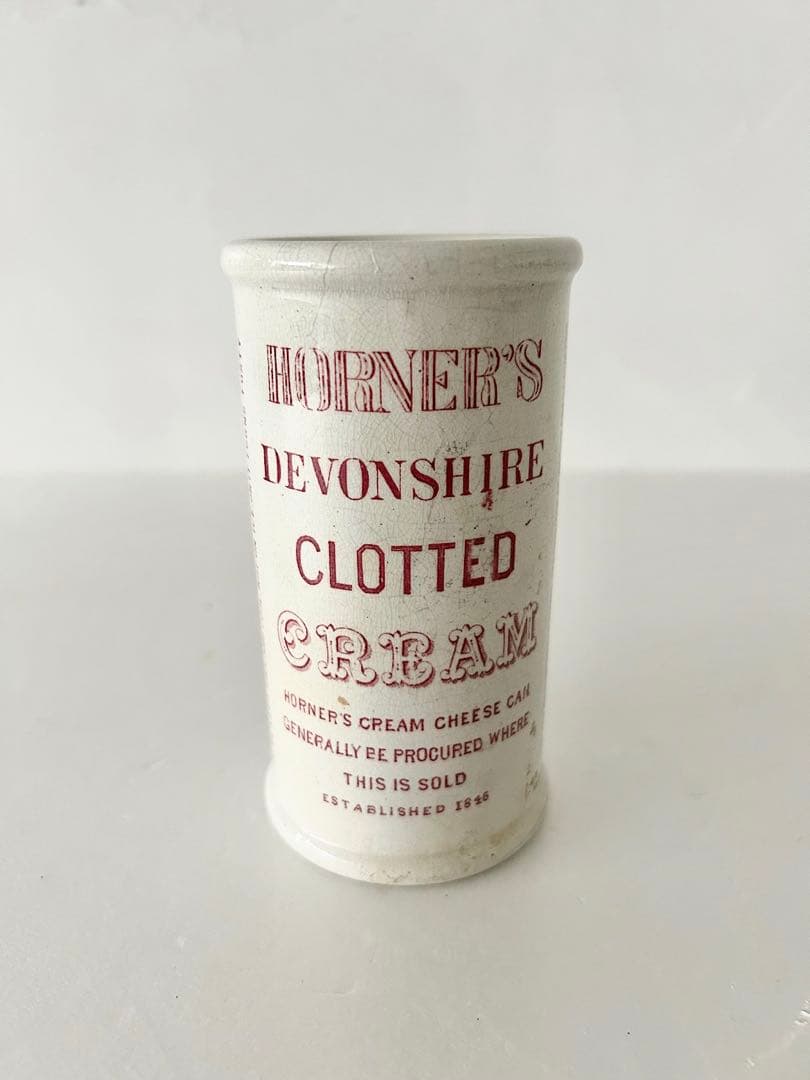 HORNER'S
DEVONSHIRE
CLOTTED
CREAM
HORNER'S CREAM CHEESE CAN
GENERALLY BE PROCURED WHERE
THIS IS SOLD
ESTABLISHED 1846